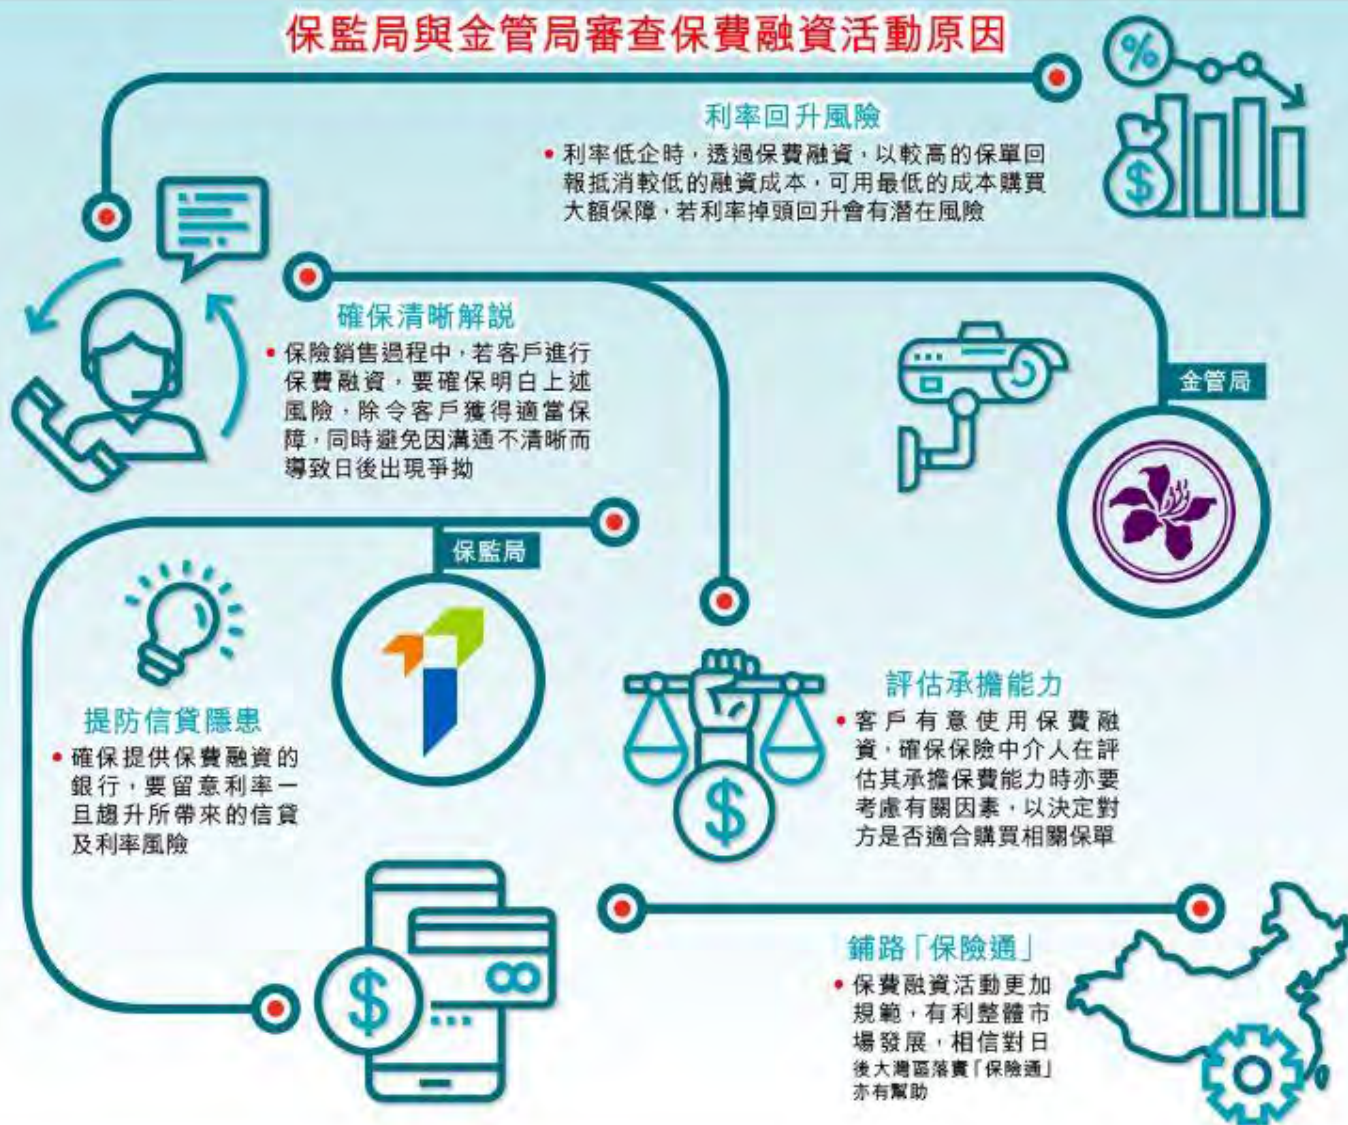 保監局與金管局審查保費融資活動原因
利率回升風險
• 利率低企時，透過保費融資，以較高的保單回
報抵消較低的融資成本，可用最低的成本購買
大額保障，若利率掉頭回升會有潛在風險
確保清晰解説
• 保險銷售過程中，若客戶進行
保費融資，要確保明白上述
風險，除令客戶獲得適當保
障，同時避免因溝通不清晰而
導致日後出現爭拗
金管局
保監局
提防信貸隱患
• 確保提供保費融資的
銀行，要留意利率一
旦趨升所帶來的信貸
及利率風險
評估承擔能力
• 客戶有意使用保費融
資，確保保險中介人在評
估其承擔保費能力時亦要
考慮有關因素，以決定對
方是否適合購買相關保單
鋪路「保險通」
• 保費融資活動更加
規範，有利整體市
場發展，相信對日
後大灣區落實「保險通」
亦有幫助